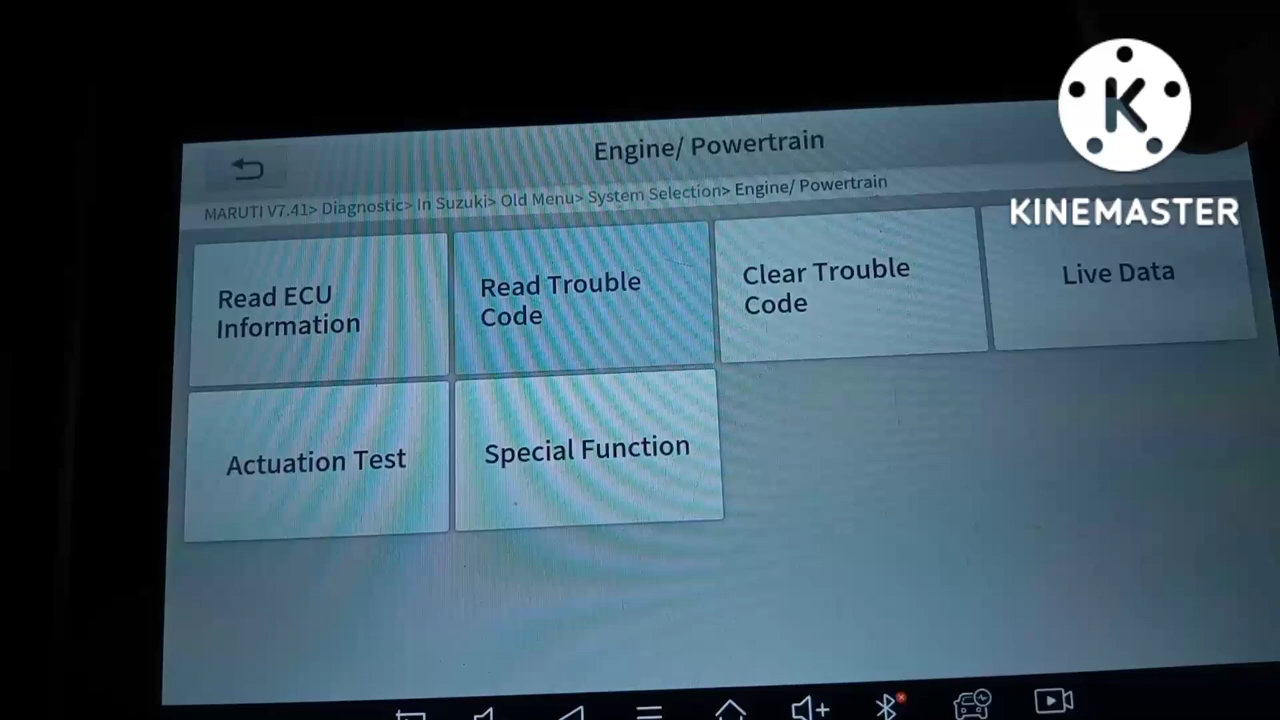 Engine/ Powertrain
MARUTI V7.41> Diagnostic> In Suzuki> Old Menu> System Selection> Engine/ Powertrain
Read ECU
Information
Read Trouble
Code
Clear Trouble
Code
Live Data
Actuation Test
Special Function
K
KINEMASTER